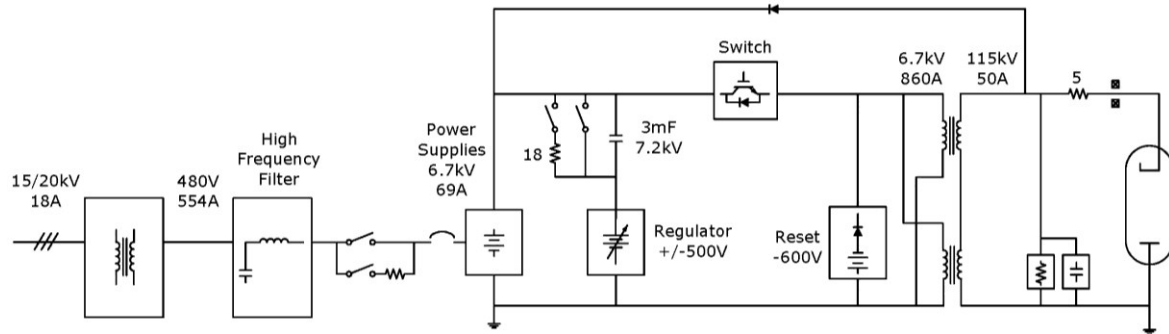 15/20kV
18A
480V
554A
High
Frequency
Filter
Power
Supplies
6.7kV
69A
18
3mF
7.2kV
Regulator
+/-500V
Switch
Reset
-600V
6.7kV
860A
115kV
50A
5